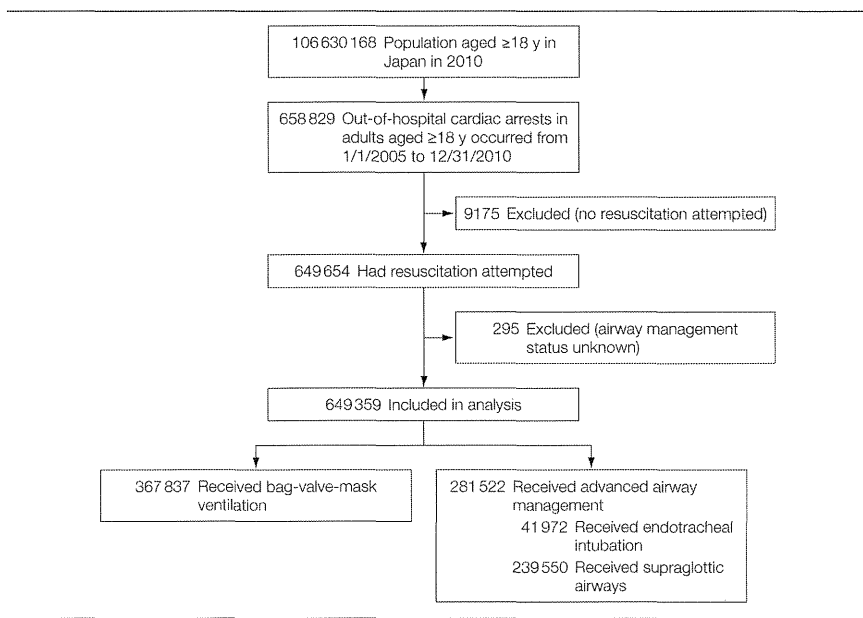 106 630 168 Population aged ≥18 y in
Japan in 2010
658 829 Out-of-hospital cardiac arrests in
adults aged ≥18 y occurred from
1/1/2005 to 12/31/2010
9175 Excluded (no resuscitation attempted)
649 654 Had resuscitation attempted
295 Excluded (airway management
status unknown)
649 359 Included in analysis
367 837 Received bag-valve-mask
ventilation
281 522 Received advanced airway
management
41 972 Received endotracheal
intubation
239 550 Received supraglottic
airways